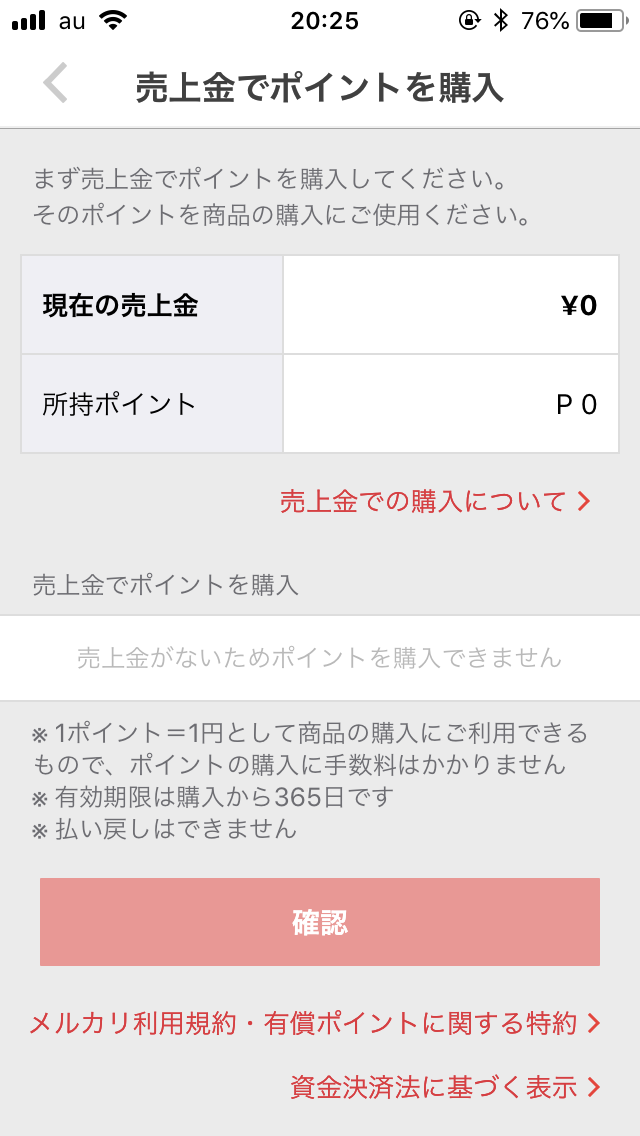 au 20:25 76%
売上金でポイントを購入
まず売上金でポイントを購入してください。
そのポイントを商品の購入にご使用ください。
現在の売上金 ¥0
所持ポイント P 0
売上金での購入について
売上金でポイントを購入
売上金がないためポイントを購入できません
※ 1ポイント＝1円として商品の購入にご利用できる
もので、ポイントの購入に手数料はかかりません
※ 有効期限は購入から365日です
※ 払い戻しはできません
確認
メルカリ利用規約・有償ポイントに関する特約
資金決済法に基づく表示